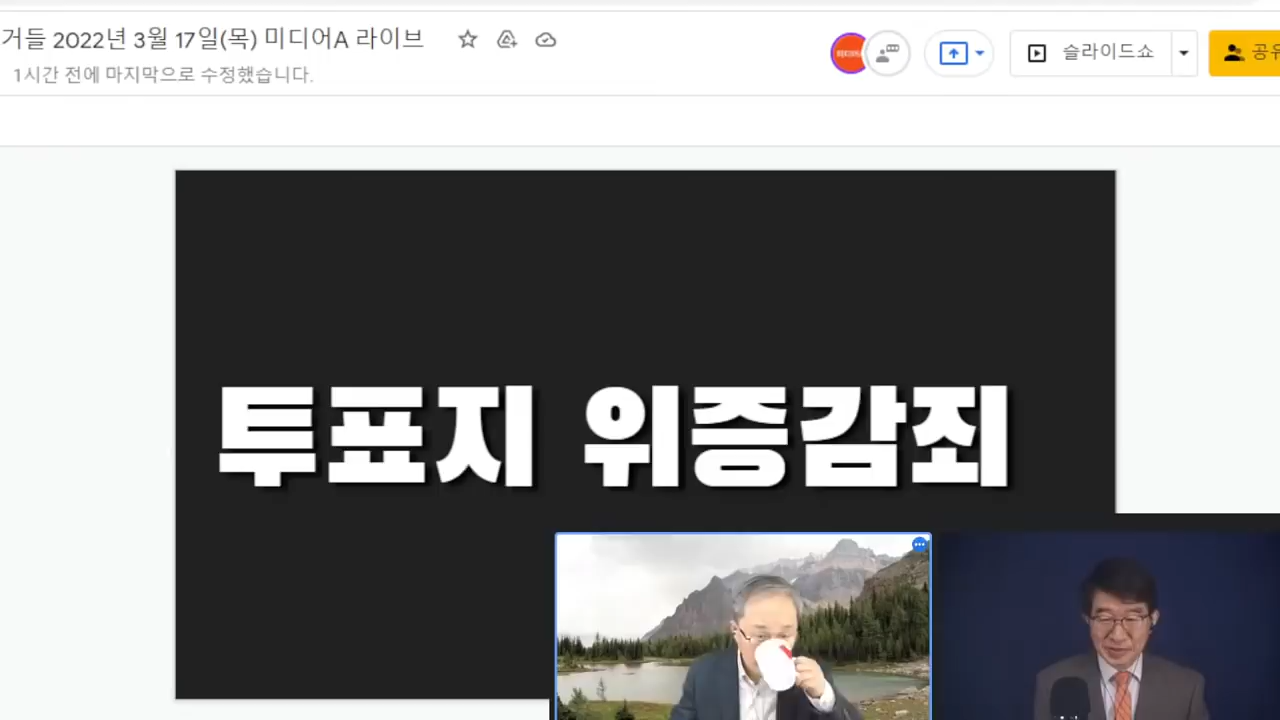 거들 2022년 3월 17일(목) 미디어A 라이브
1시간 전에 마지막으로 수정했습니다.
슬라이드쇼
공유
투표지 위증감죄